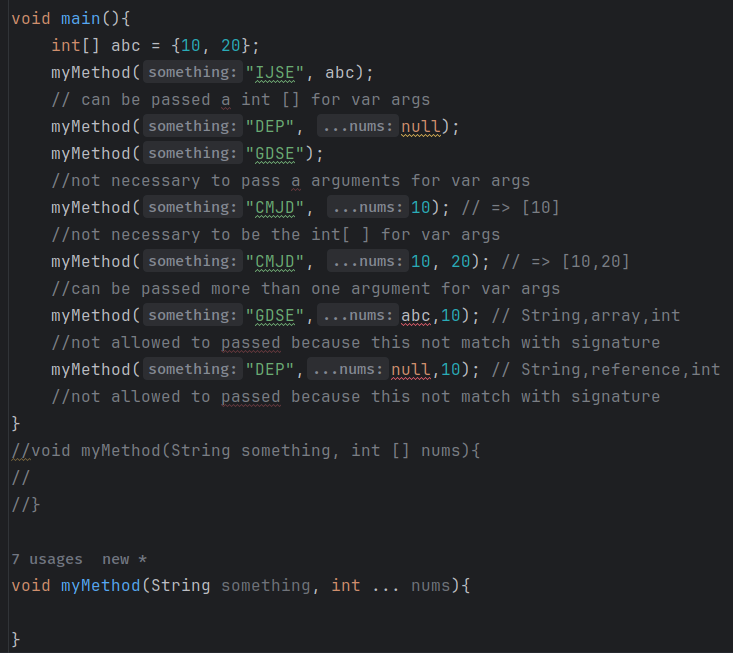 void main(){
int[] abc = {10, 20};
myMethod( something: "IJSE", abc);
// can be passed a int [] for var args
myMethod( something: "DEP", ...nums: null);
myMethod( something: "GDSE");
//not necessary to pass a arguments for var args
myMethod( something: "CMJD", ...nums: 10); // => [10]
//not necessary to be the int[ ] for var args
myMethod( something: "CMJD", ...nums: 10, 20); // => [10,20]
//can be passed more than one argument for var args
myMethod( something: "GDSE", ...nums: abc,10); // String,array,int
//not allowed to passed because this not match with signature
myMethod( something: "DEP", ...nums: null,10); // String,reference,int
//not allowed to passed because this not match with signature
}
//void myMethod(String something, int [] nums){
//
//}
7 usages new *
void myMethod(String something, int ... nums){
}